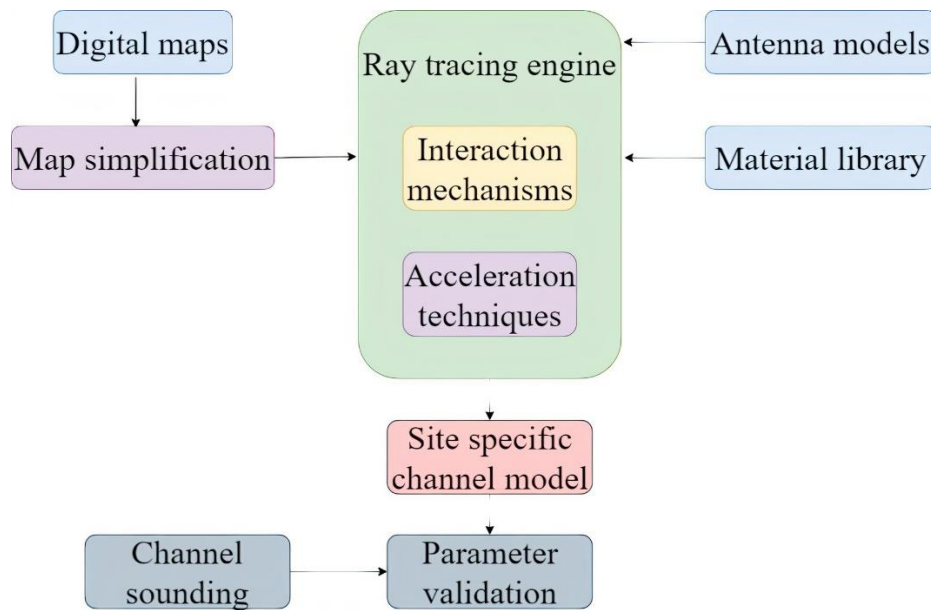 Digital maps
Ray tracing engine
Antenna models
Map simplification
Interaction
mechanisms
Material library
Acceleration
techniques
Site specific
channel model
Channel
sounding
Parameter
validation